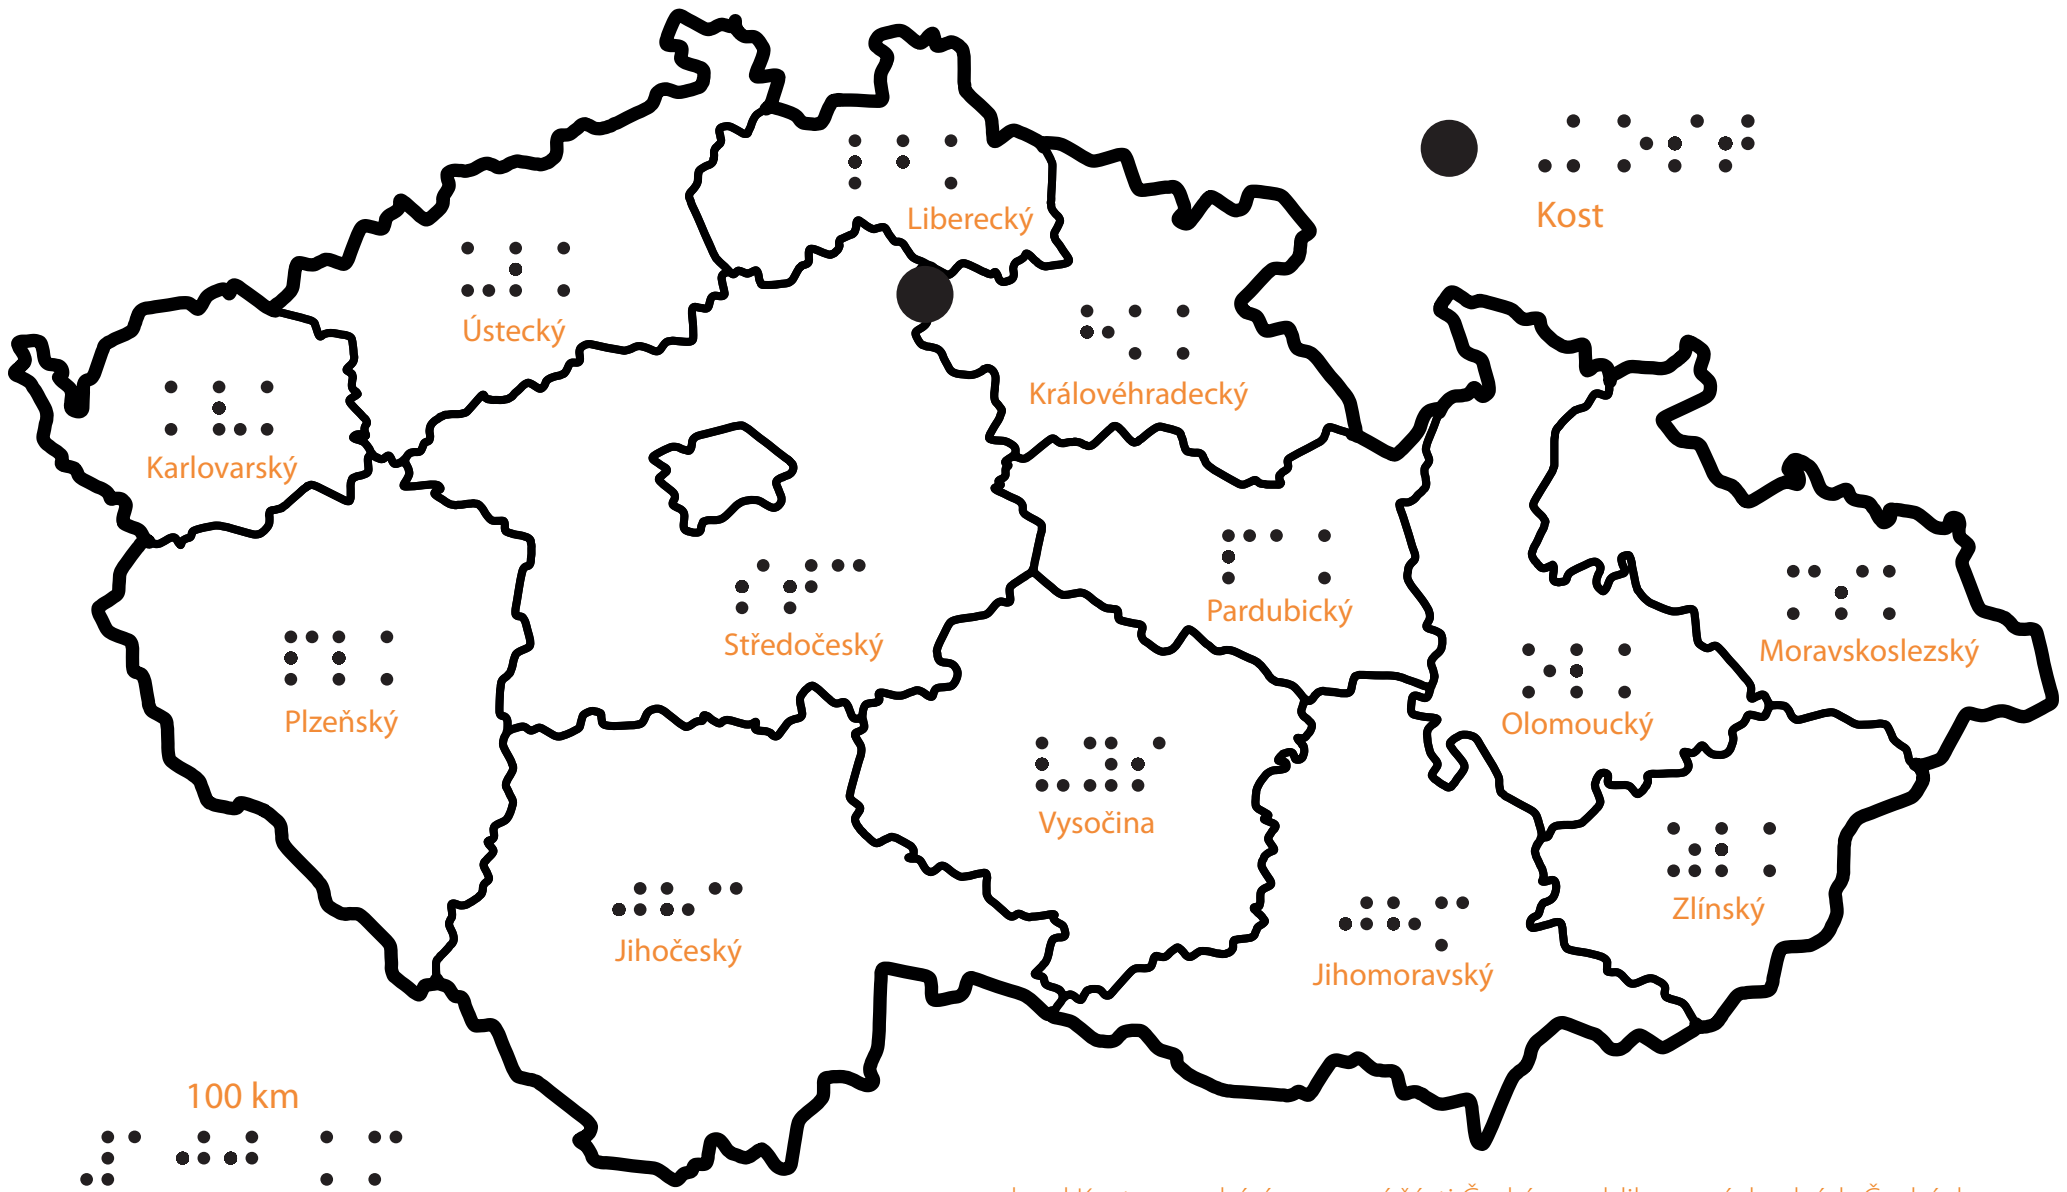 Kost
Liberecký
Ústecký
Královéhradecký
Karlovarský
Pardubický
Středočeský
Moravskoslezský
Plzeňský
Olomoucký
Vysočina
Zlínský
Jihočeský
Jihomoravský
100 km